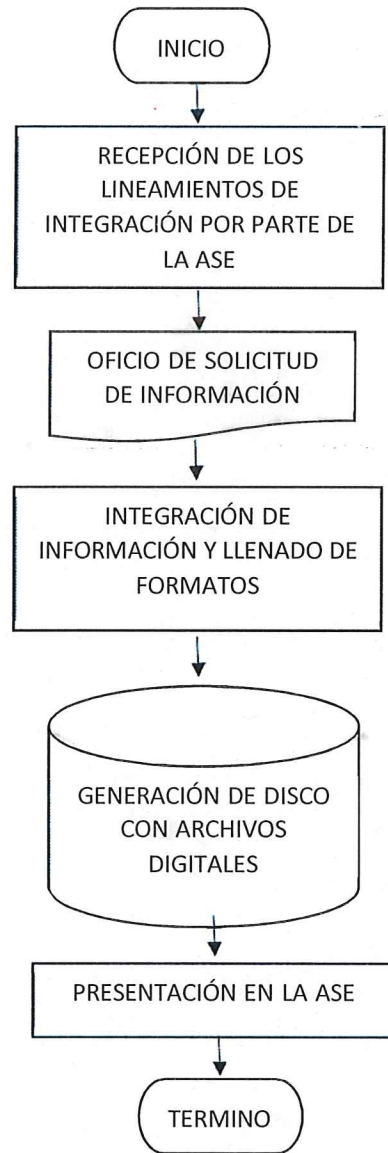 INICIO
RECEPCIÓN DE LOS
LINEAMIENTOS DE
INTEGRACIÓN POR PARTE DE
LA ASE
OFICIO DE SOLICITUD
DE INFORMACIÓN
INTEGRACIÓN DE
INFORMACIÓN Y LLENADO DE
FORMATOS
GENERACIÓN DE DISCO
CON ARCHIVOS
DIGITALES
PRESENTACIÓN EN LA ASE
TERMINO